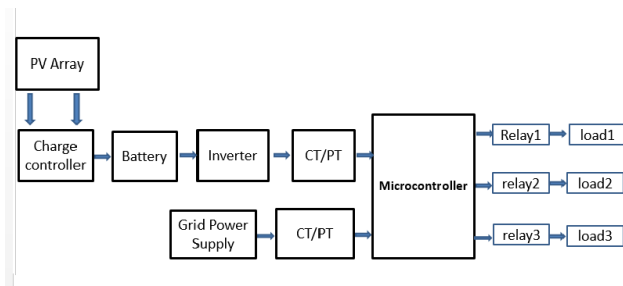 PV Array
Charge
controller
Battery
Inverter
CT/PT
Microcontroller
Relay1
load1
relay2
load2
Grid Power
Supply
CT/PT
relay3
load3